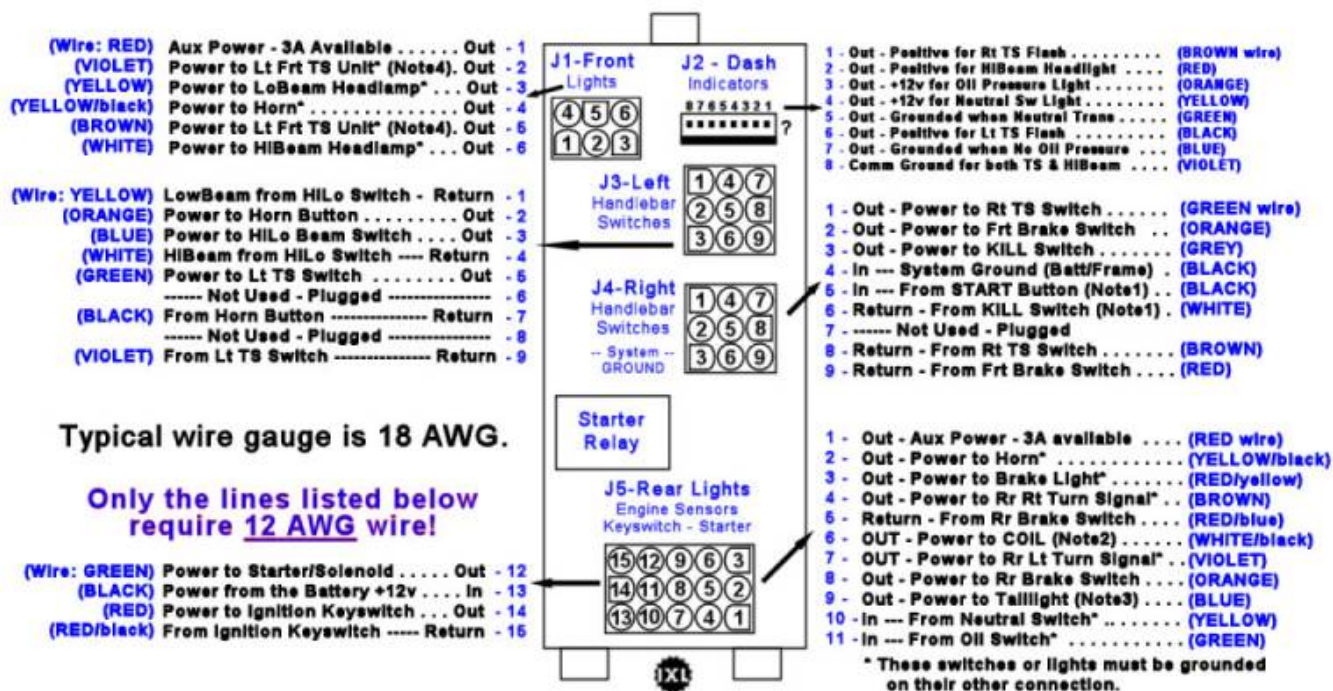 (Wire: RED) Aux Power - 3A Available ...... Out - 1
(VIOLET) Power to Lt Frt TS Unit* (Note4). Out - 2
(YELLOW) Power to LoBeam Headlamp* ... Out - 3
(YELLOW/black) Power to Horn* .............. Out - 4
(BROWN) Power to Lt Frt TS Unit* (Note4). Out - 5
(WHITE) Power to HiBeam Headlamp* ... Out - 6
(Wire: YELLOW) LowBeam from HiLo Switch - Return - 1
(ORANGE) Power to Horn Button ......... Out - 2
(BLUE) Power to HiLo Beam Switch .... Out - 3
(WHITE) HiBeam from HiLo Switch ---- Return - 4
(GREEN) Power to Lt TS Switch ........ Out - 5
------ Not Used - Plugged ---------------- - 6
(BLACK) From Horn Button --------------- Return - 7
------ Not Used - Plugged ---------------- - 8
(VIOLET) From Lt TS Switch --------------- Return - 9
Typical wire gauge is 18 AWG.
Only the lines listed below
require 12 AWG wire!
(Wire: GREEN) Power to Starter/Solenoid ..... Out - 12
(BLACK) Power from the Battery +12v .... In - 13
(RED) Power to Ignition Keyswitch ... Out - 14
(RED/black) From Ignition Keyswitch ----- Return - 15
J1-Front
Lights
4 5 6
1 2 3
J2 - Dash
Indicators
8 7 6 5 4 3 2 1
?
J3-Left
Handlebar
Switches
1 4 7
2 5 8
3 6 9
J4-Right
Handlebar
Switches
-- System --
GROUND
1 4 7
2 5 8
3 6 9
Starter
Relay
J5-Rear Lights
Engine Sensors
Keyswitch - Starter
15 12 9 6 3
14 11 8 5 2
13 10 7 4 1
IXL
1 - Out - Positive for Rt TS Flash ............ (BROWN wire)
2 - Out - Positive for HiBeam Headlight .... (RED)
3 - Out - +12v for Oil Pressure Light ....... (ORANGE)
4 - Out - +12v for Neutral Sw Light ........ (YELLOW)
5 - Out - Grounded when Neutral Trans ..... (GREEN)
6 - Out - Positive for Lt TS Flash ........... (BLACK)
7 - Out - Grounded when No Oil Pressure ... (BLUE)
8 - Comm Ground for both TS & HiBeam .... (VIOLET)
1 - Out - Power to Rt TS Switch ...... (GREEN wire)
2 - Out - Power to Frt Brake Switch .. (ORANGE)
3 - Out - Power to KILL Switch ....... (GREY)
4 - In --- System Ground (Batt/Frame) . (BLACK)
5 - In --- From START Button (Note1) .. (BLACK)
6 - Return - From KILL Switch (Note1) . (WHITE)
7 - ------ Not Used - Plugged
8 - Return - From Rt TS Switch ....... (BROWN)
9 - Return - From Frt Brake Switch .... (RED)
1 - Out - Aux Power - 3A available .... (RED wire)
2 - Out - Power to Horn* ............ (YELLOW/black)
3 - Out - Power to Brake Light* ....... (RED/yellow)
4 - Out - Power to Rr Rt Turn Signal* .. (BROWN)
5 - Return - From Rr Brake Switch .... (RED/blue)
6 - OUT - Power to COIL (Note2) ...... (WHITE/black)
7 - OUT - Power to Rr Lt Turn Signal* .. (VIOLET)
8 - Out - Power to Rr Brake Switch .... (ORANGE)
9 - Out - Power to Taillight (Note3) .... (BLUE)
10 - In --- From Neutral Switch* ......... (YELLOW)
11 - In --- From Oil Switch* ............ (GREEN)
* These switches or lights must be grounded
on their other connection.